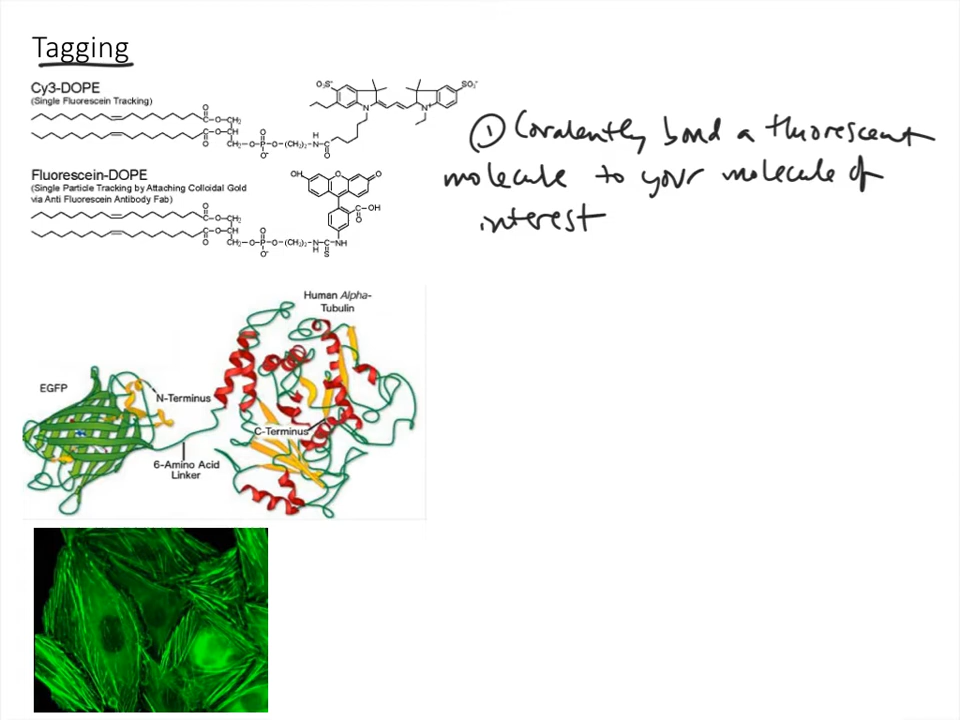 Tagging
Cy3-DOPE
(Single Fluorescein Tracking)
Fluorescein-DOPE
(Single Particle Tracking by Attaching Colloidal Gold
via Anti Fluorescein Antibody Fab)
① Covalently bond a fluorescent
molecule to your molecule of
interest
Human Alpha-
Tubulin
EGFP
N-Terminus
C-Terminus
6-Amino Acid
Linker